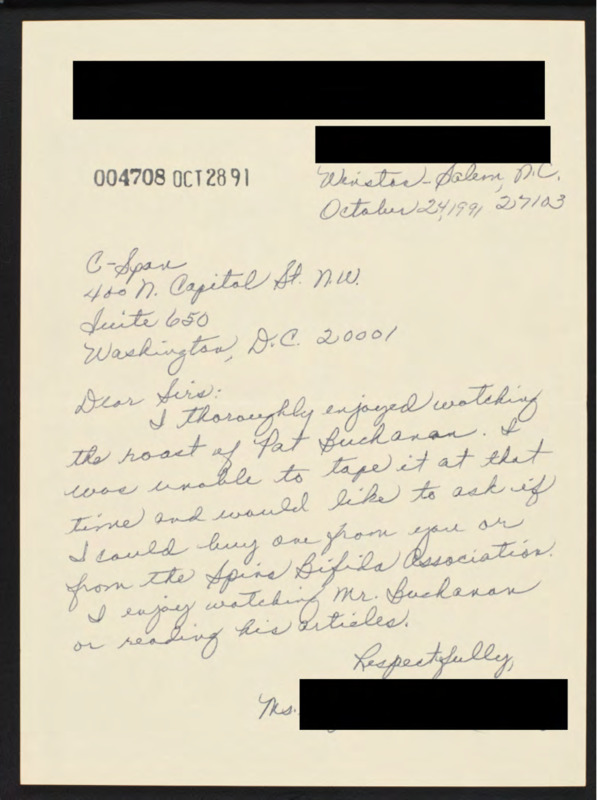 004708 OCT 28 91
Winston-Salem, N.C.
October 24, 1991 27103
C-Span
400 N. Capitol St. N.W.
Suite 650
Washington, D.C. 20001
Dear Sirs:
I thoroughly enjoyed watching
the roast of Pat Buchanan. I
was unable to tape it at that
time and would like to ask if
I could buy one from you or
from the Spina Bifida Association.
I enjoy watching Mr. Buchanan
or reading his articles.
Respectfully,
Ms.